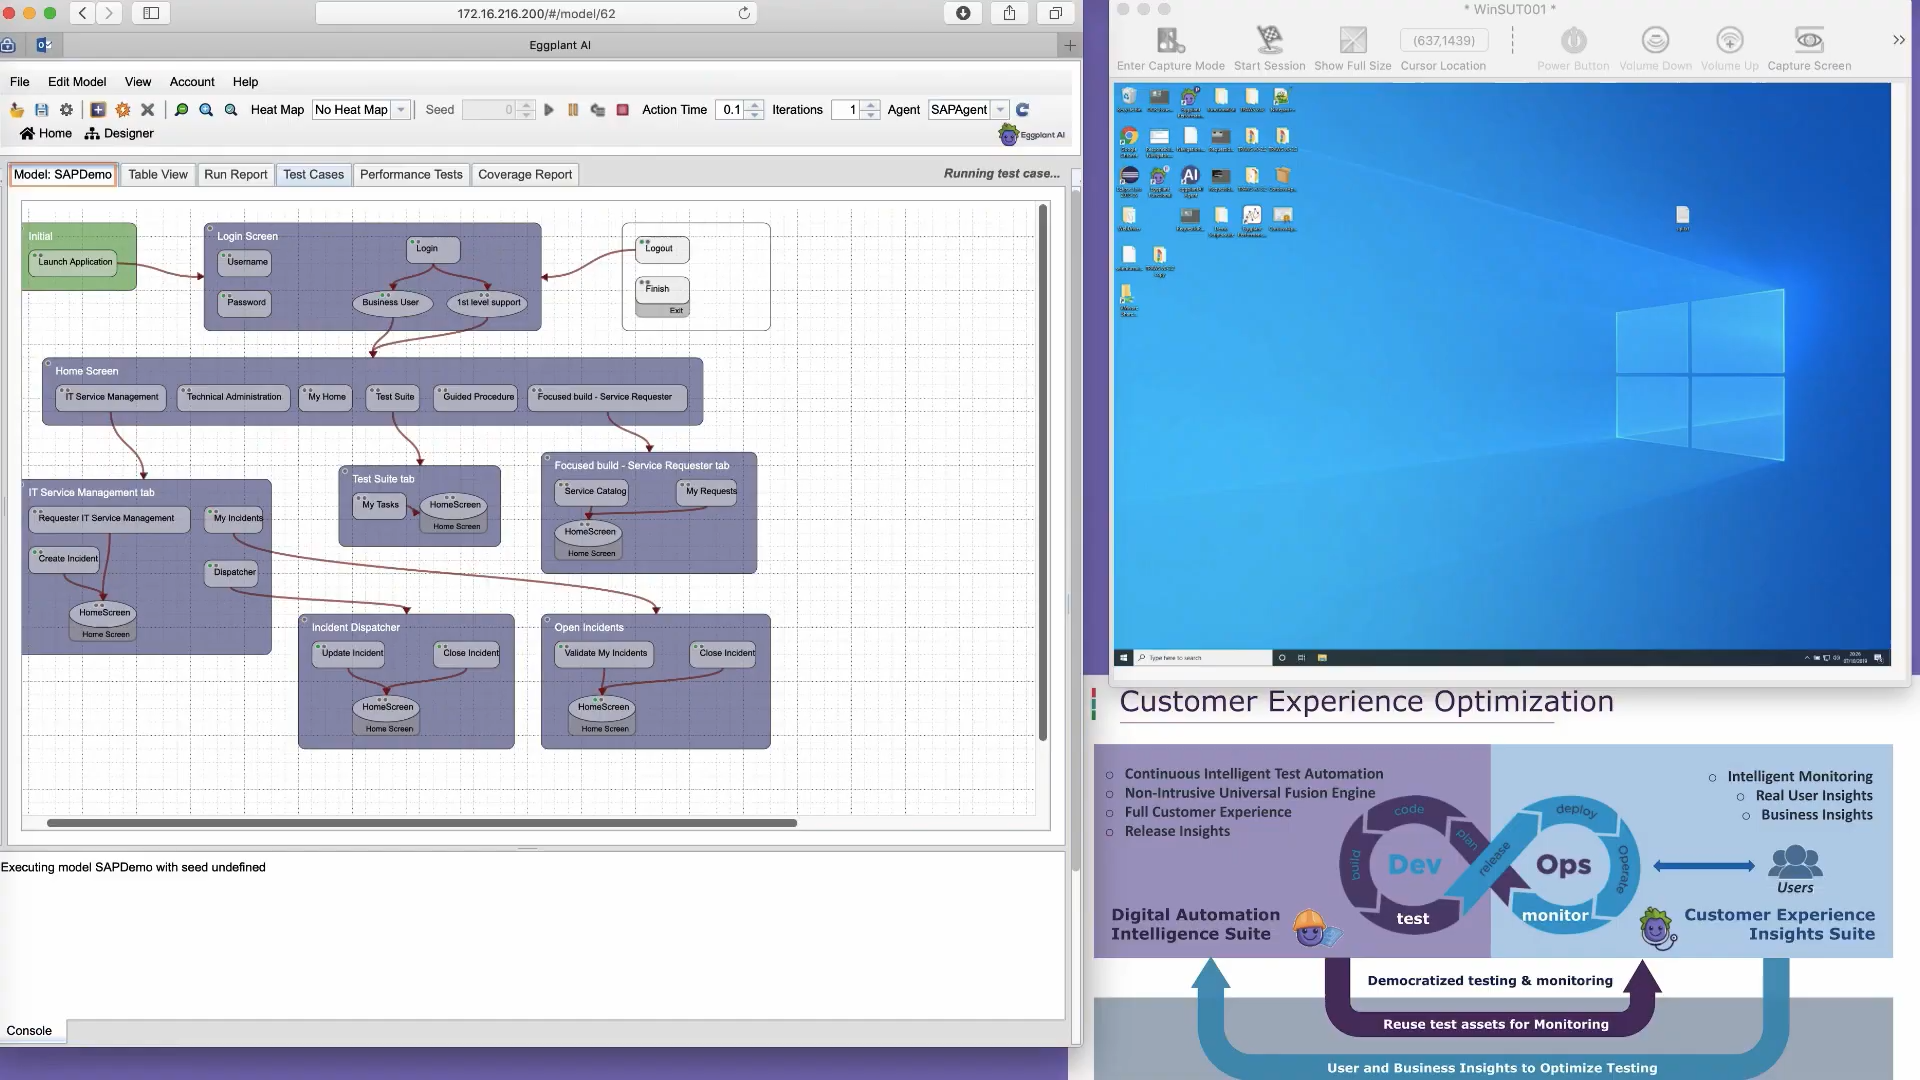 172.16.216.200/#/model/62
Eggplant AI
File Edit Model View Account Help
Heat Map No Heat Map Seed 0 Action Time 0.1 Iterations 1 Agent SAPAgent
Home Designer
Eggplant AI
Model: SAPDemo Table View Run Report Test Cases Performance Tests Coverage Report
Running test case...
Initial
Launch Application
Login Screen
Username
Password
Login
Business User
1st level support
Logout
Finish
Exit
Home Screen
IT Service Management
Technical Administration
My Home
Test Suite
Guided Procedure
Focused build - Service Requester
IT Service Management tab
Requester IT Service Management
My Incidents
Create Incident
Dispatcher
HomeScreen
Home Screen
Test Suite tab
My Tasks
HomeScreen
Home Screen
Focused build - Service Requester tab
Service Catalog
My Requests
HomeScreen
Home Screen
Incident Dispatcher
Update Incident
Close Incident
HomeScreen
Home Screen
Open Incidents
Validate My Incidents
Close Incident
HomeScreen
Home Screen
Executing model SAPDemo with seed undefined
Console
* WinSUT001 *
(637,1439)
Enter Capture Mode
Start Session
Show Full Size
Cursor Location
Power Button
Volume Down
Volume Up
Capture Screen
AI
Type here to search
Customer Experience Optimization
Continuous Intelligent Test Automation
Non-Intrusive Universal Fusion Engine
Full Customer Experience
Release Insights
Intelligent Monitoring
Real User Insights
Business Insights
code
plan
build
Dev
test
release
deploy
Operate
Ops
monitor
Users
Digital Automation
Intelligence Suite
Customer Experience
Insights Suite
Democratized testing & monitoring
Reuse test assets for Monitoring
User and Business Insights to Optimize Testing